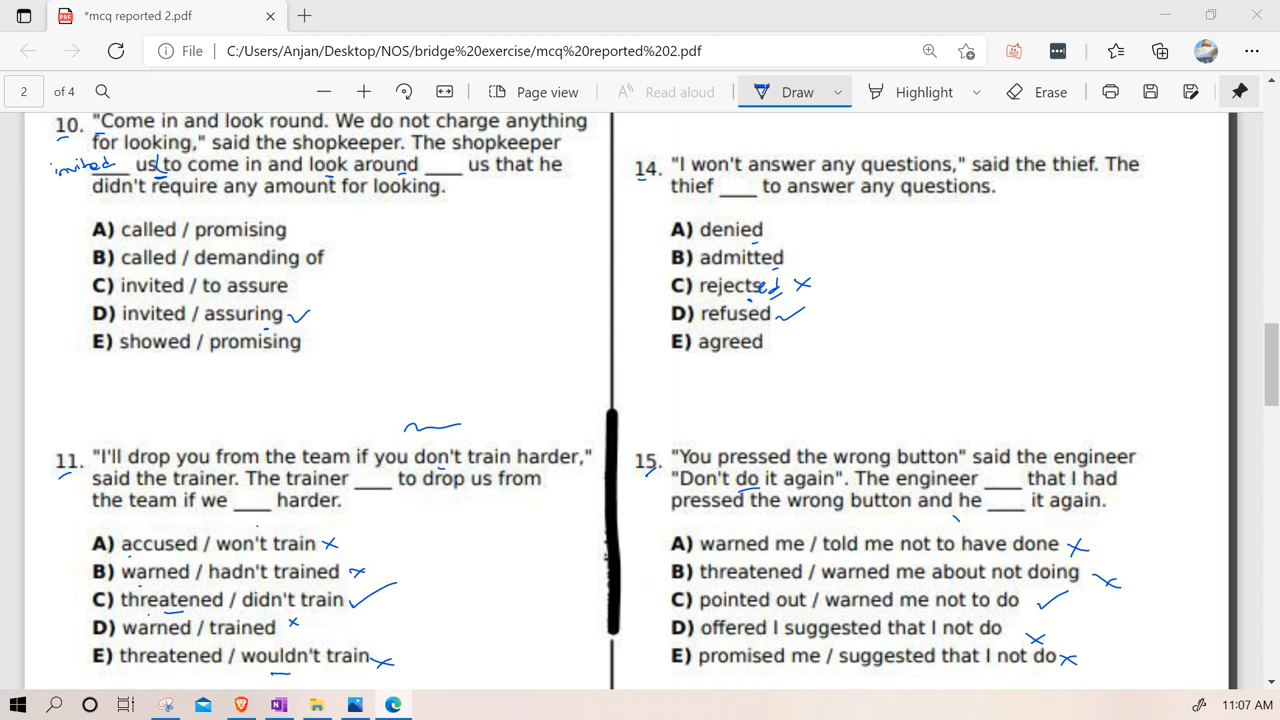 *mcq reported 2.pdf
File C:/Users/Anjan/Desktop/NOS/bridge%20exercise/mcq%20reported%202.pdf
2 of 4 Page view Read aloud Draw Highlight Erase
10. "Come in and look round. We do not charge anything
for looking," said the shopkeeper. The shopkeeper
invited ____ us to come in and look around ____ us that he
didn't require any amount for looking.
A) called / promising
B) called / demanding of
C) invited / to assure
D) invited / assuring
E) showed / promising
11. "I'll drop you from the team if you don't train harder,"
said the trainer. The trainer ____ to drop us from
the team if we ____ harder.
A) accused / won't train
B) warned / hadn't trained
C) threatened / didn't train
D) warned / trained
E) threatened / wouldn't train
14. "I won't answer any questions," said the thief. The
thief ____ to answer any questions.
A) denied
B) admitted
C) rejects ed
D) refused
E) agreed
15. "You pressed the wrong button" said the engineer
"Don't do it again". The engineer ____ that I had
pressed the wrong button and he ____ it again.
A) warned me / told me not to have done
B) threatened / warned me about not doing
C) pointed out / warned me not to do
D) offered I suggested that I not do
E) promised me / suggested that I not do
11:07 AM